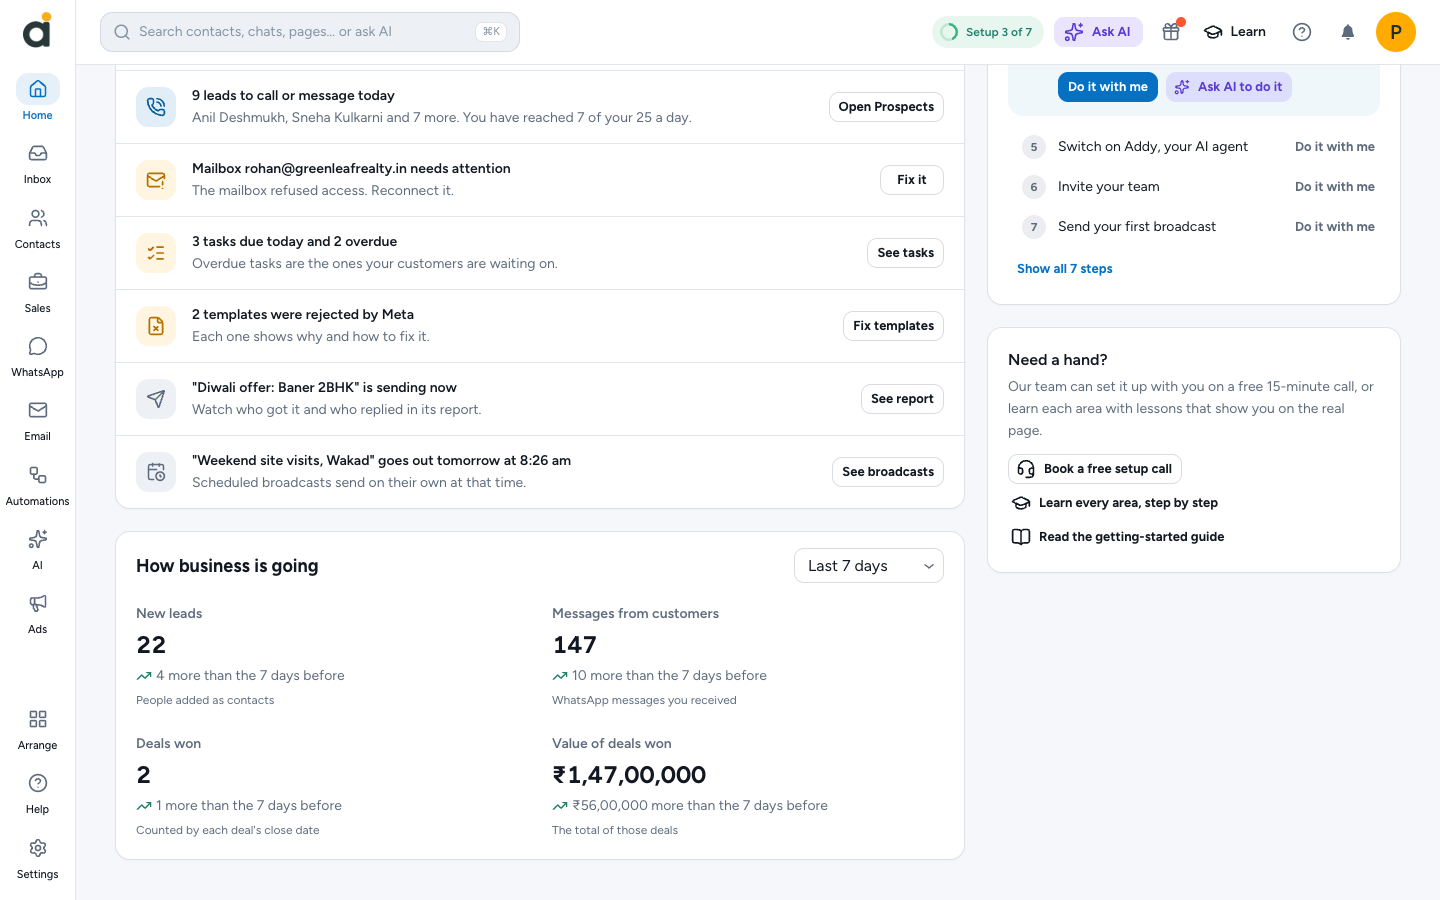 Search contacts, chats, pages... or ask AI
⌘K
Setup 3 of 7
Ask AI
Learn
P
Home
Inbox
Contacts
Sales
WhatsApp
Email
Automations
AI
Ads
Arrange
Help
Settings
9 leads to call or message today
Anil Deshmukh, Sneha Kulkarni and 7 more. You have reached 7 of your 25 a day.
Open Prospects
Mailbox rohan@greenleafrealty.in needs attention
The mailbox refused access. Reconnect it.
Fix it
3 tasks due today and 2 overdue
Overdue tasks are the ones your customers are waiting on.
See tasks
2 templates were rejected by Meta
Each one shows why and how to fix it.
Fix templates
"Diwali offer: Baner 2BHK" is sending now
Watch who got it and who replied in its report.
See report
"Weekend site visits, Wakad" goes out tomorrow at 8:26 am
Scheduled broadcasts send on their own at that time.
See broadcasts
How business is going
Last 7 days
New leads
22
4 more than the 7 days before
People added as contacts
Messages from customers
147
10 more than the 7 days before
WhatsApp messages you received
Deals won
2
1 more than the 7 days before
Counted by each deal's close date
Value of deals won
₹1,47,00,000
₹56,00,000 more than the 7 days before
The total of those deals
Do it with me
Ask AI to do it
5 Switch on Addy, your AI agent Do it with me
6 Invite your team Do it with me
7 Send your first broadcast Do it with me
Show all 7 steps
Need a hand?
Our team can set it up with you on a free 15-minute call, or
learn each area with lessons that show you on the real
page.
Book a free setup call
Learn every area, step by step
Read the getting-started guide